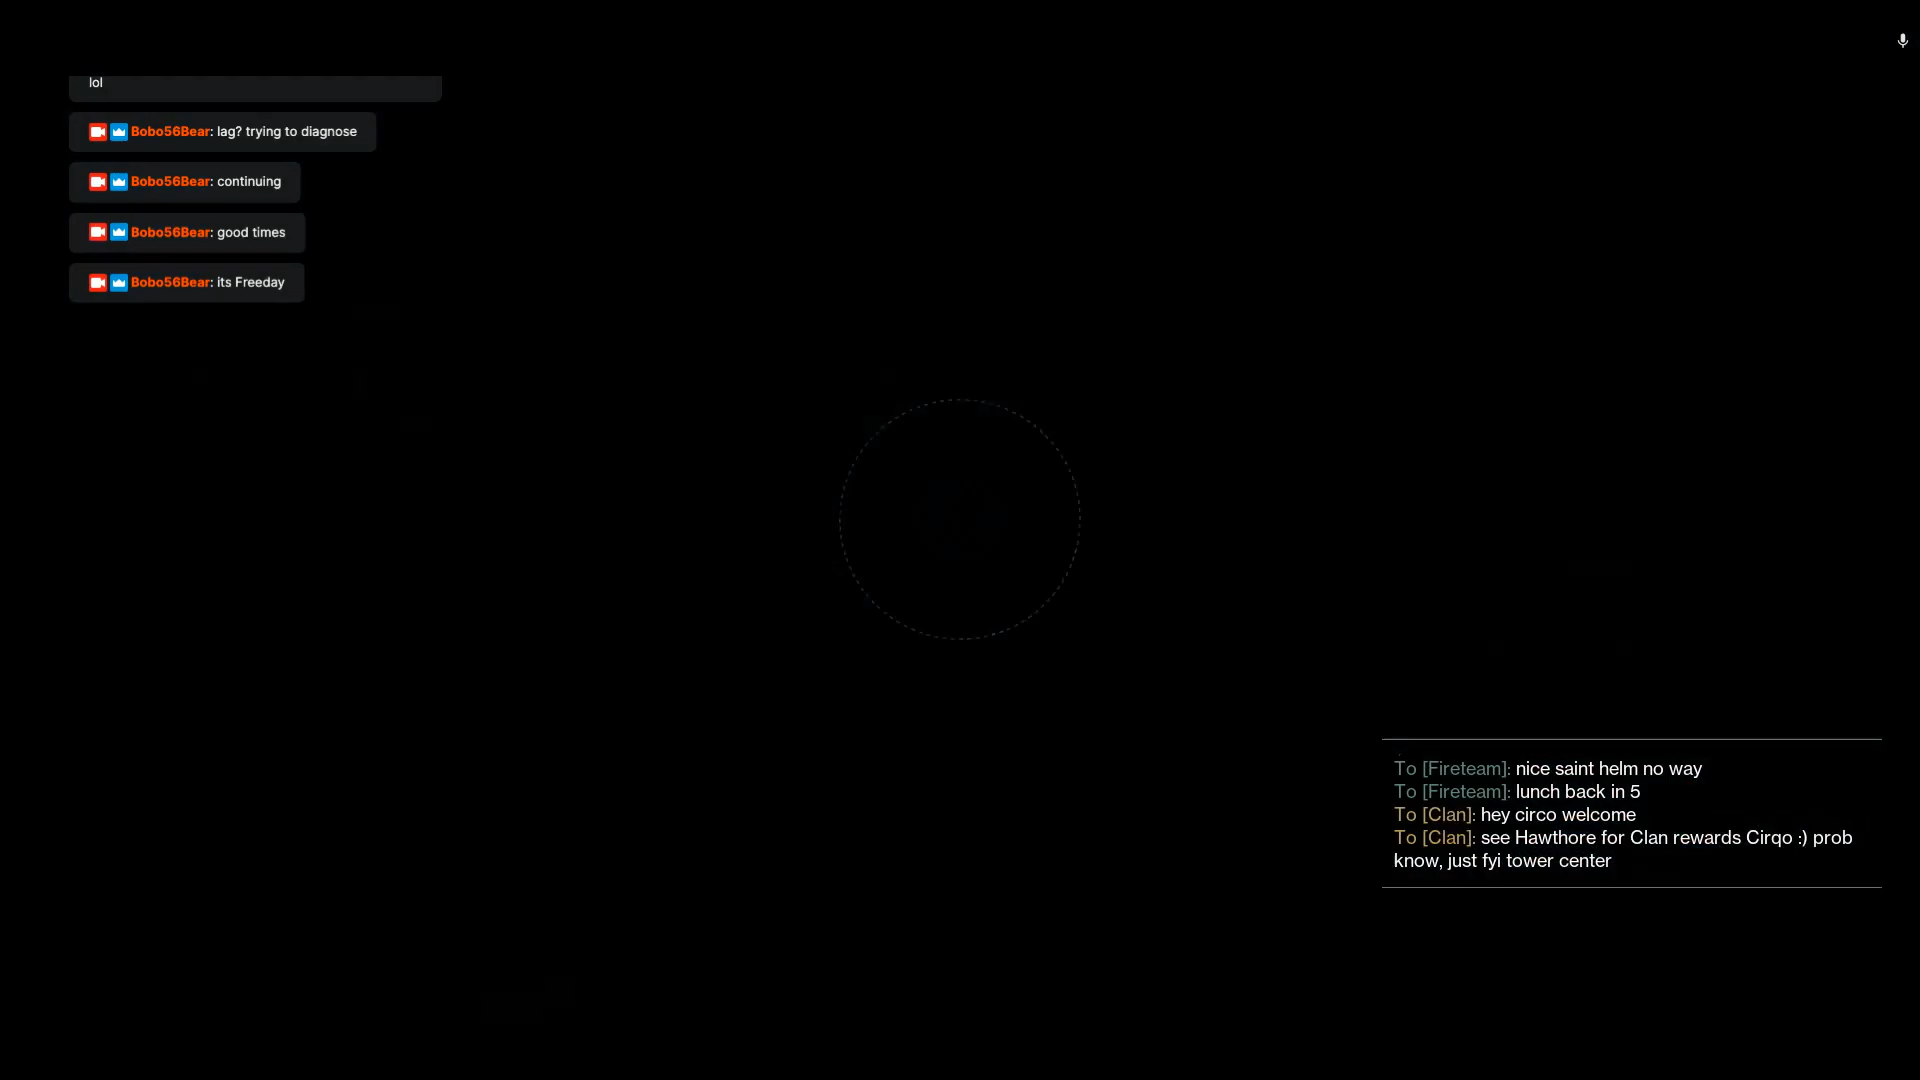 lol
Bobo56Bear: lag? trying to diagnose
Bobo56Bear: continuing
Bobo56Bear: good times
Bobo56Bear: its Freeday
To [Fireteam]: nice saint helm no way
To [Fireteam]: lunch back in 5
To [Clan]: hey circo welcome
To [Clan]: see Hawthore for Clan rewards Cirqo :) prob
know, just fyi tower center